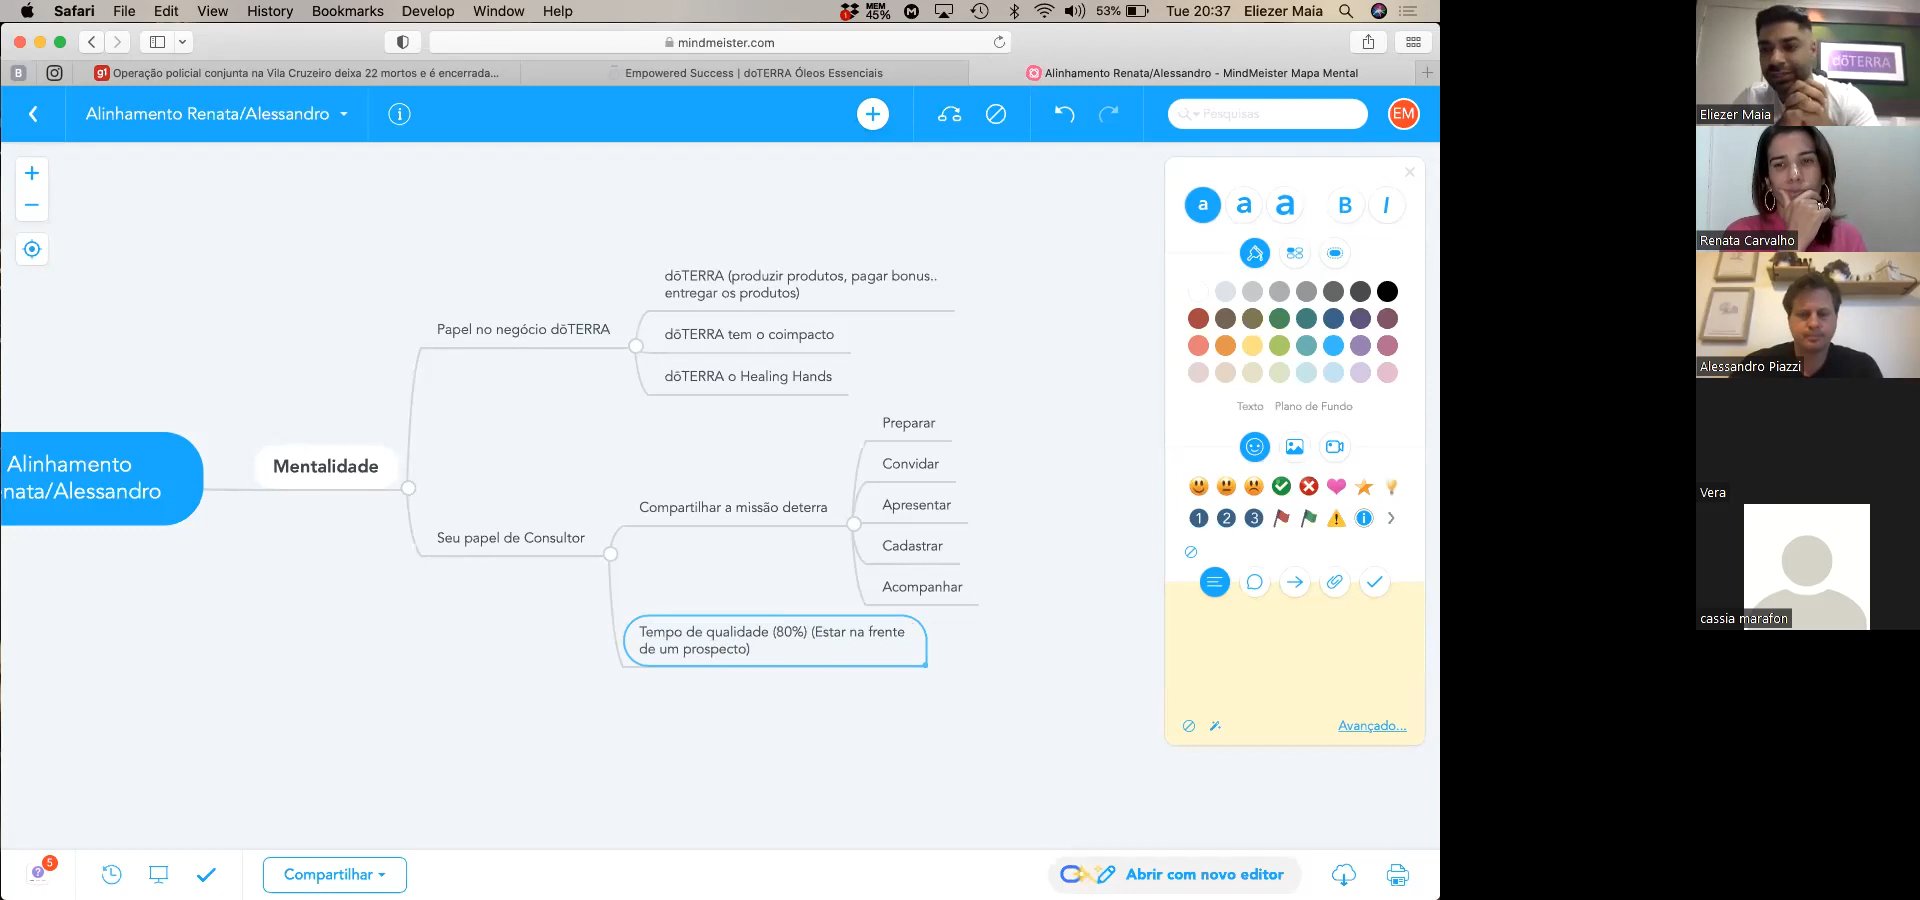 Safari File Edit View History Bookmarks Develop Window Help
MEM
45%
53%
Tue 20:37 Eliezer Maia
mindmeister.com
Operação policial conjunta na Vila Cruzeiro deixa 22 mortos e é encerrada...
Empowered Success | doTERRA Óleos Essenciais
Alinhamento Renata/Alessandro - MindMeister Mapa Mental
Alinhamento Renata/Alessandro
Pesquisas
EM
a a a B I
dōTERRA (produzir produtos, pagar bonus..
entregar os produtos)
Papel no negócio dōTERRA
dōTERRA tem o coimpacto
dōTERRA o Healing Hands
Preparar
Convidar
Alinhamento
nata/Alessandro
Mentalidade
Compartilhar a missão deterra
Apresentar
Seu papel de Consultor
Cadastrar
Acompanhar
Tempo de qualidade (80%) (Estar na frente
de um prospecto)
Texto Plano de Fundo
1 2 3
Avançado...
5
Compartilhar
Abrir com novo editor
dōTERRA
Eliezer Maia
Renata Carvalho
Alessandro Piazzi
Vera
cassia marafon